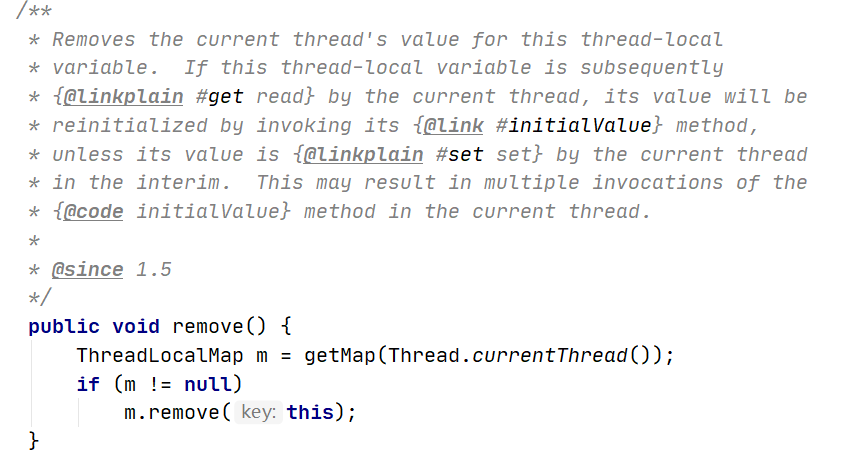 /**
 * Removes the current thread's value for this thread-local
 * variable.  If this thread-local variable is subsequently
 * {@linkplain #get read} by the current thread, its value will be
 * reinitialized by invoking its {@link #initialValue} method,
 * unless its value is {@linkplain #set set} by the current thread
 * in the interim.  This may result in multiple invocations of the
 * {@code initialValue} method in the current thread.
 *
 * @since 1.5
 */
public void remove() {
    ThreadLocalMap m = getMap(Thread.currentThread());
    if (m != null)
        m.remove( key: this);
}